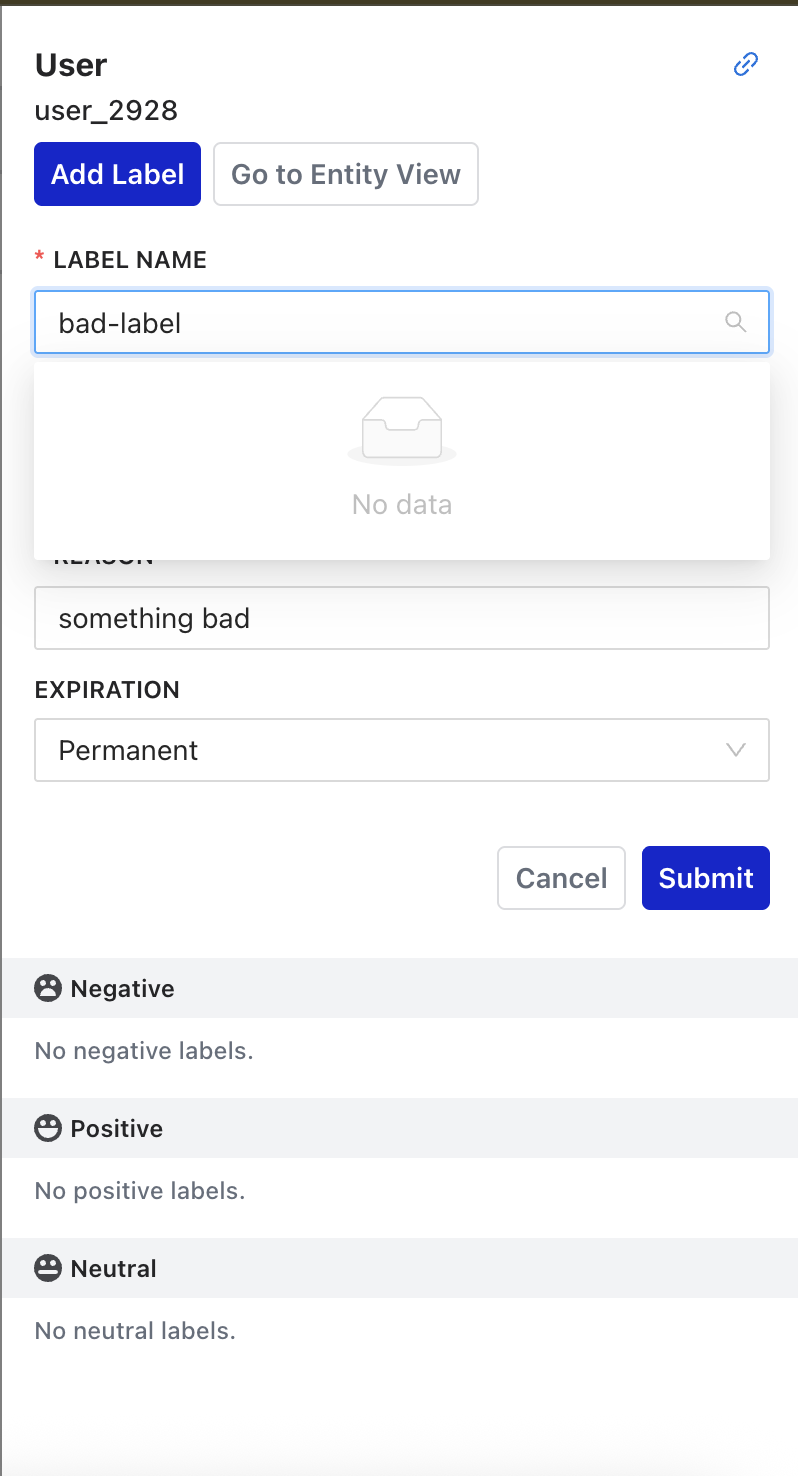 User
user_2928
Add Label
Go to Entity View
* LABEL NAME
bad-label
No data
REASON
something bad
EXPIRATION
Permanent
Cancel
Submit
Negative
No negative labels.
Positive
No positive labels.
Neutral
No neutral labels.